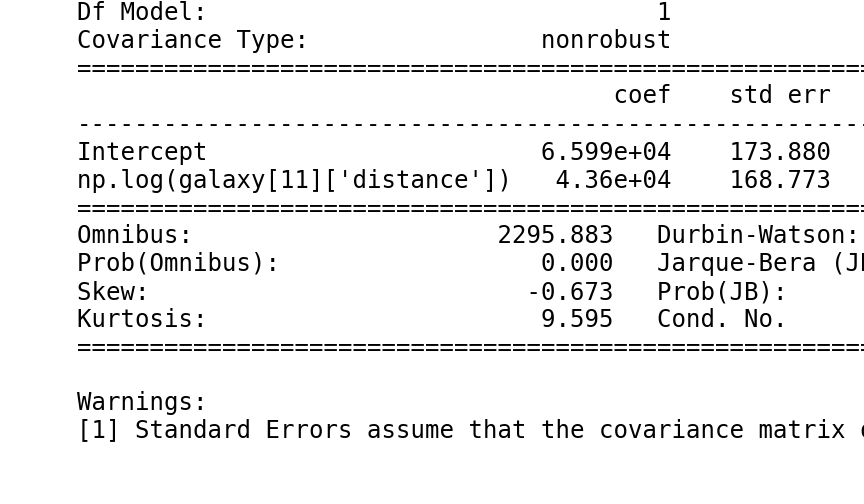 Df Model: 1
Covariance Type: nonrobust
================================================================
coef std err
----------------------------------------------------------------
Intercept 6.599e+04 173.880
np.log(galaxy[11]['distance']) 4.36e+04 168.773
================================================================
Omnibus: 2295.883 Durbin-Watson:
Prob(Omnibus): 0.000 Jarque-Bera
Skew: -0.673 Prob(JB):
Kurtosis: 9.595 Cond. No.
================================================================
Warnings:
[1] Standard Errors assume that the covariance matrix